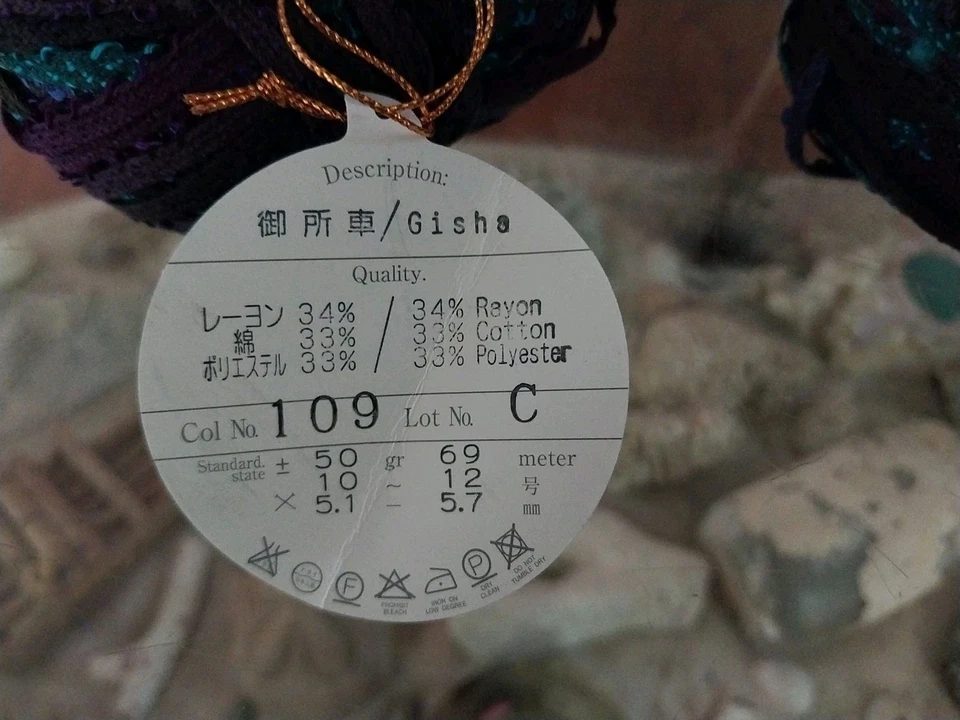 Description:
御所車/Gisha
Quality.
レーヨン 34% / 34% Rayon
綿 33% 33% Cotton
ポリエステル 33% 33% Polyester
Col No. 109 Lot No. C
Standard. state ± 50 gr 69 meter
10 ~ 12 号
× 5.1 — 5.7 mm
F
PROHIBIT BLEACH
IRON ON LOW DEGREE
P
DRY CLEAN
DO NOT TUMBLE DRY